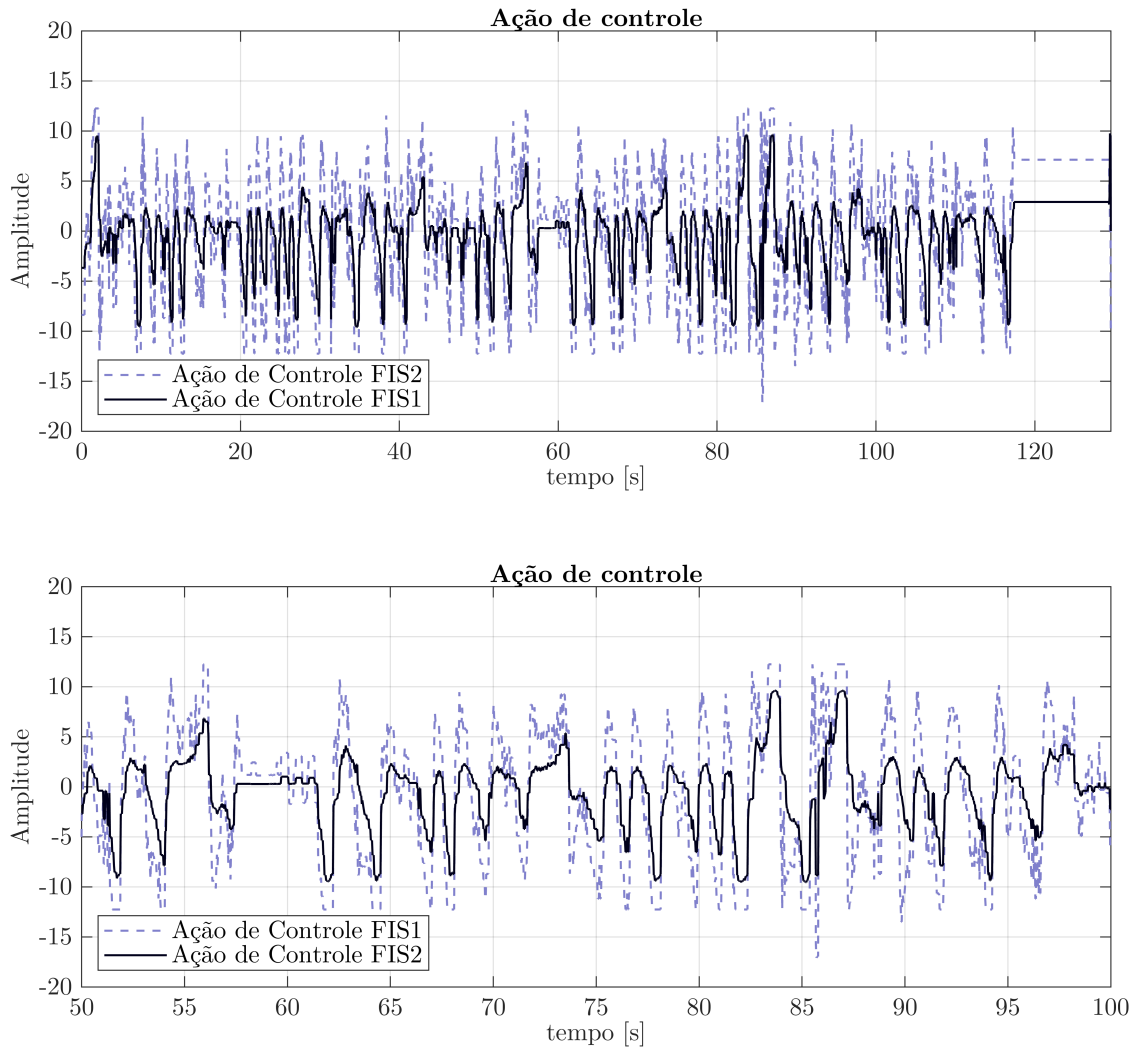 Ação de controle
20
15
10
5
0
-5
-10
-15
-20
Amplitude
Ação de Controle FIS2
Ação de Controle FIS1
0 20 40 60 80 100 120
tempo [s]
Ação de controle
20
15
10
5
0
-5
-10
-15
-20
Amplitude
Ação de Controle FIS1
Ação de Controle FIS2
50 55 60 65 70 75 80 85 90 95 100
tempo [s]